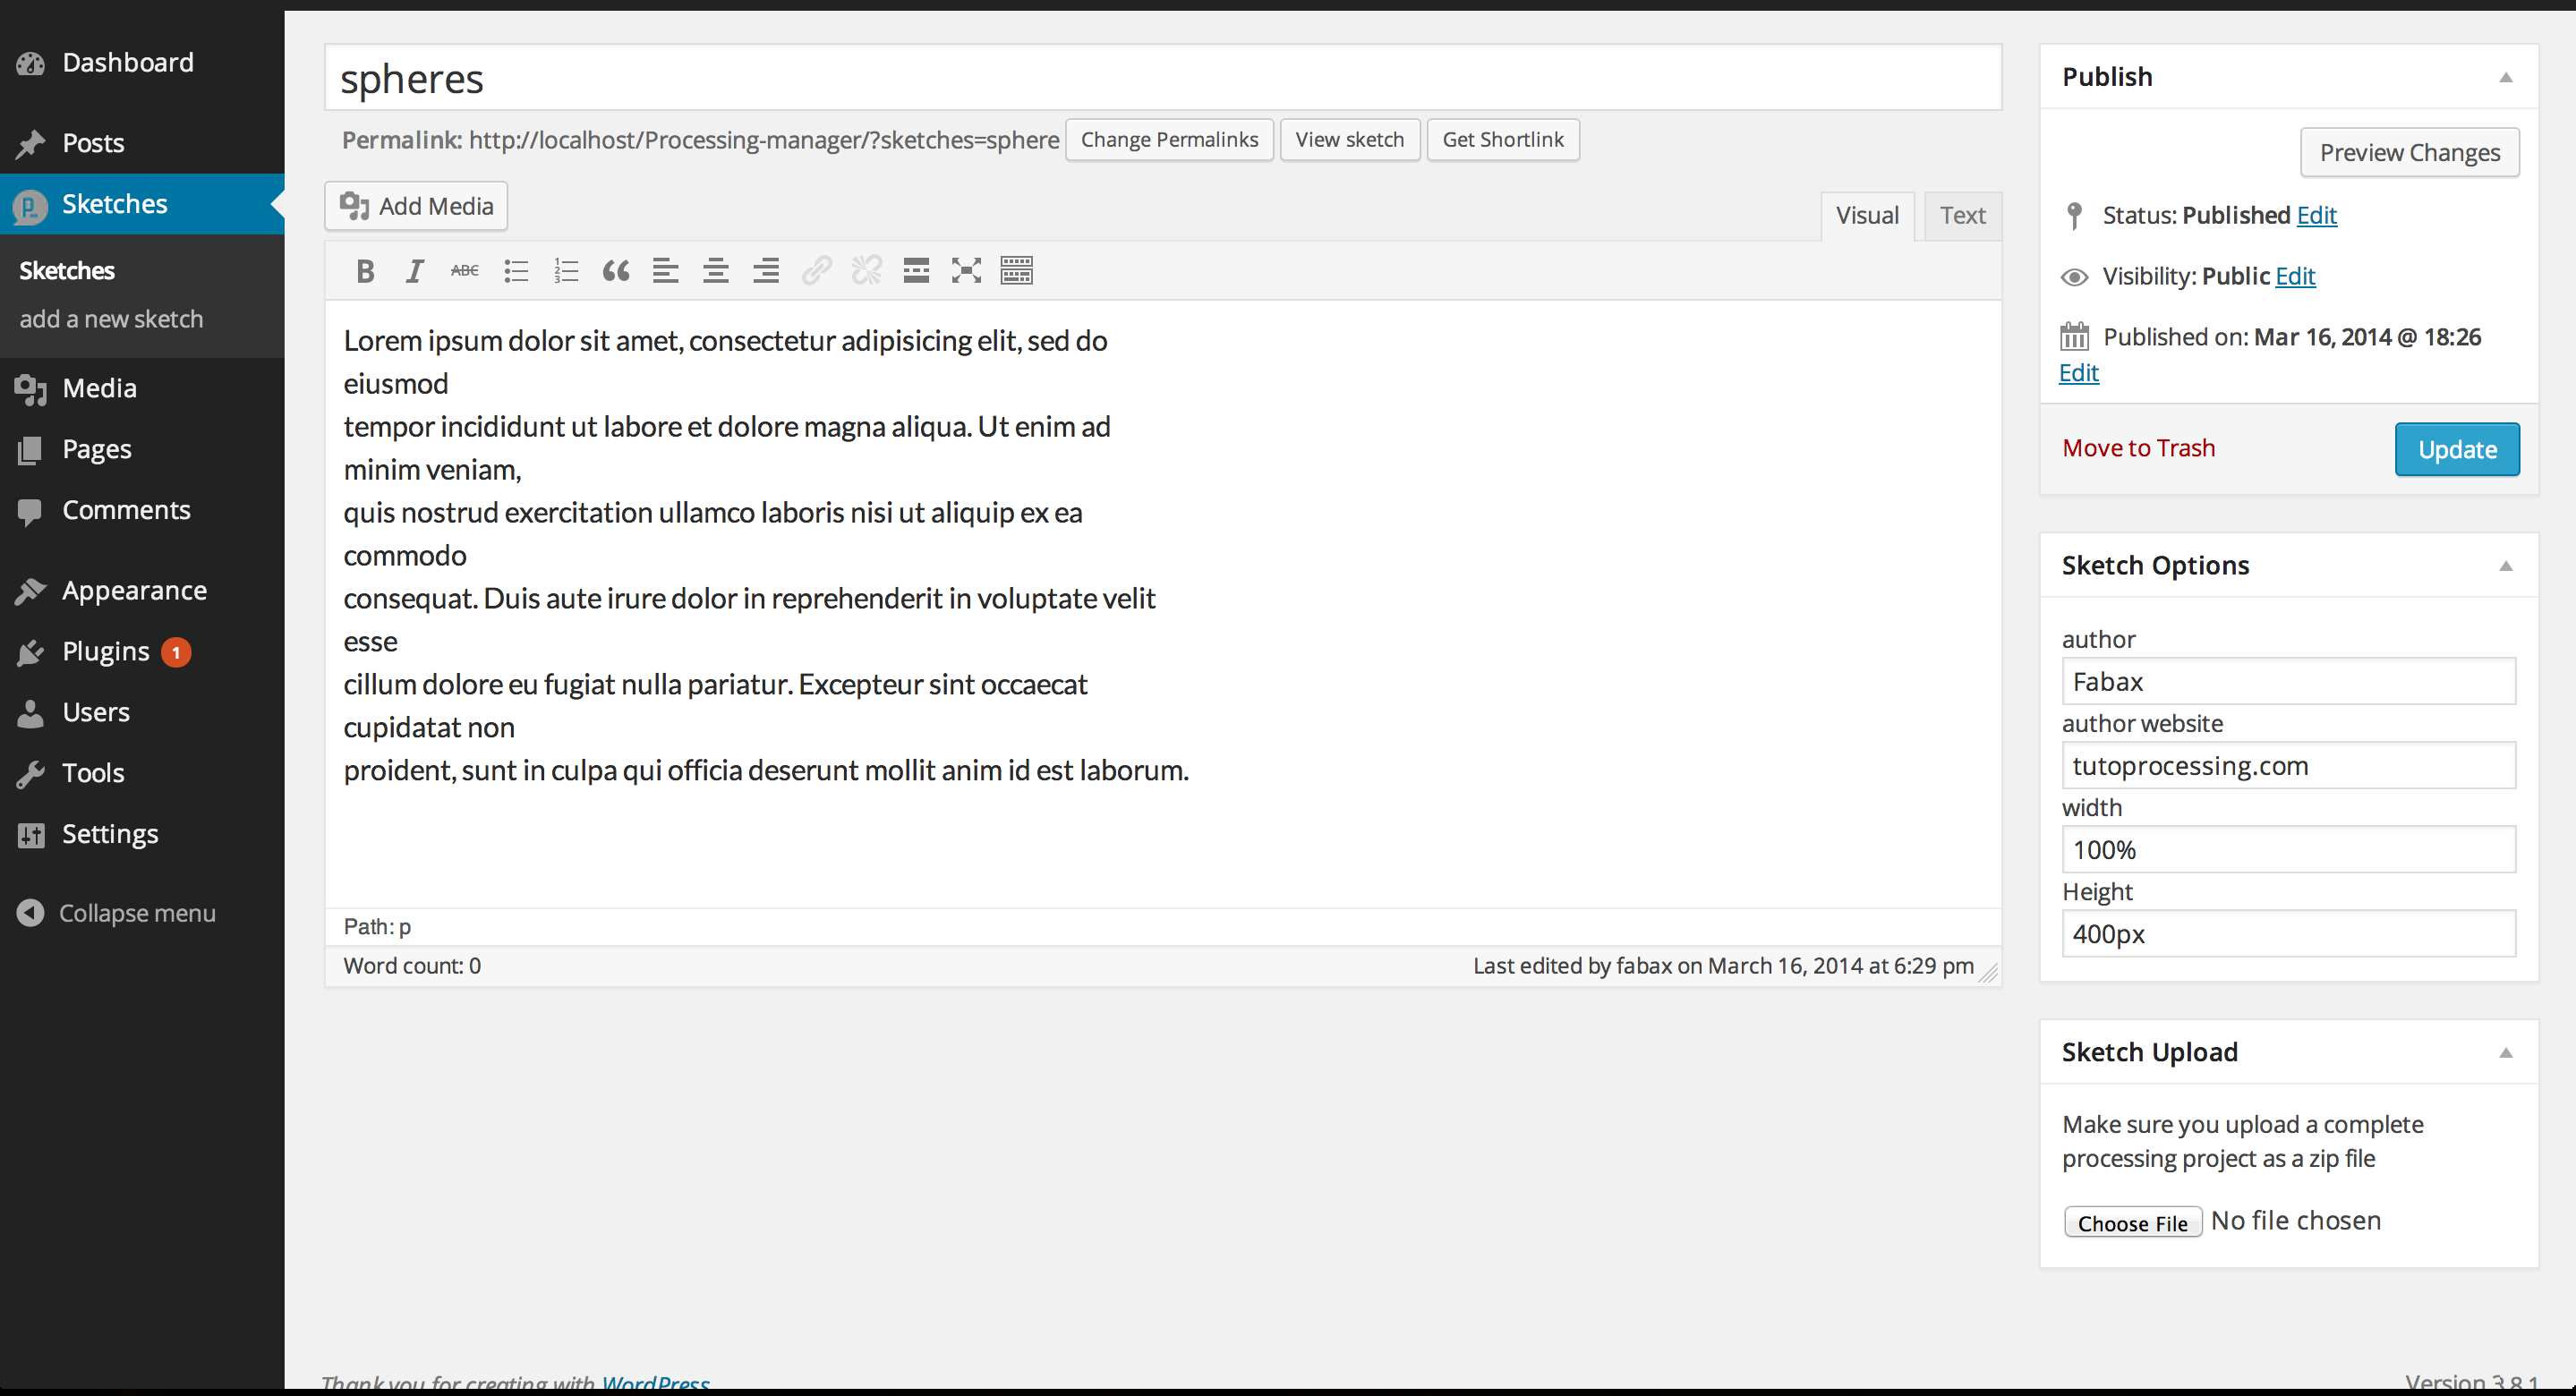 Dashboard
Posts
Sketches
Sketches
add a new sketch
Media
Pages
Comments
Appearance
Plugins 1
Users
Tools
Settings
Collapse menu
spheres
Permalink: http://localhost/Processing-manager/?sketches=sphere Change Permalinks View sketch Get Shortlink
Add Media
Visual Text
B I ABC
Lorem ipsum dolor sit amet, consectetur adipisicing elit, sed do
eiusmod
tempor incididunt ut labore et dolore magna aliqua. Ut enim ad
minim veniam,
quis nostrud exercitation ullamco laboris nisi ut aliquip ex ea
commodo
consequat. Duis aute irure dolor in reprehenderit in voluptate velit
esse
cillum dolore eu fugiat nulla pariatur. Excepteur sint occaecat
cupidatat non
proident, sunt in culpa qui officia deserunt mollit anim id est laborum.
Path: p
Word count: 0 Last edited by fabax on March 16, 2014 at 6:29 pm
Publish
Preview Changes
Status: Published Edit
Visibility: Public Edit
Published on: Mar 16, 2014 @ 18:26
Edit
Move to Trash Update
Sketch Options
author
Fabax
author website
tutoprocessing.com
width
100%
Height
400px
Sketch Upload
Make sure you upload a complete
processing project as a zip file
Choose File No file chosen
Thank you for creating with WordPress
Version 3.8.1